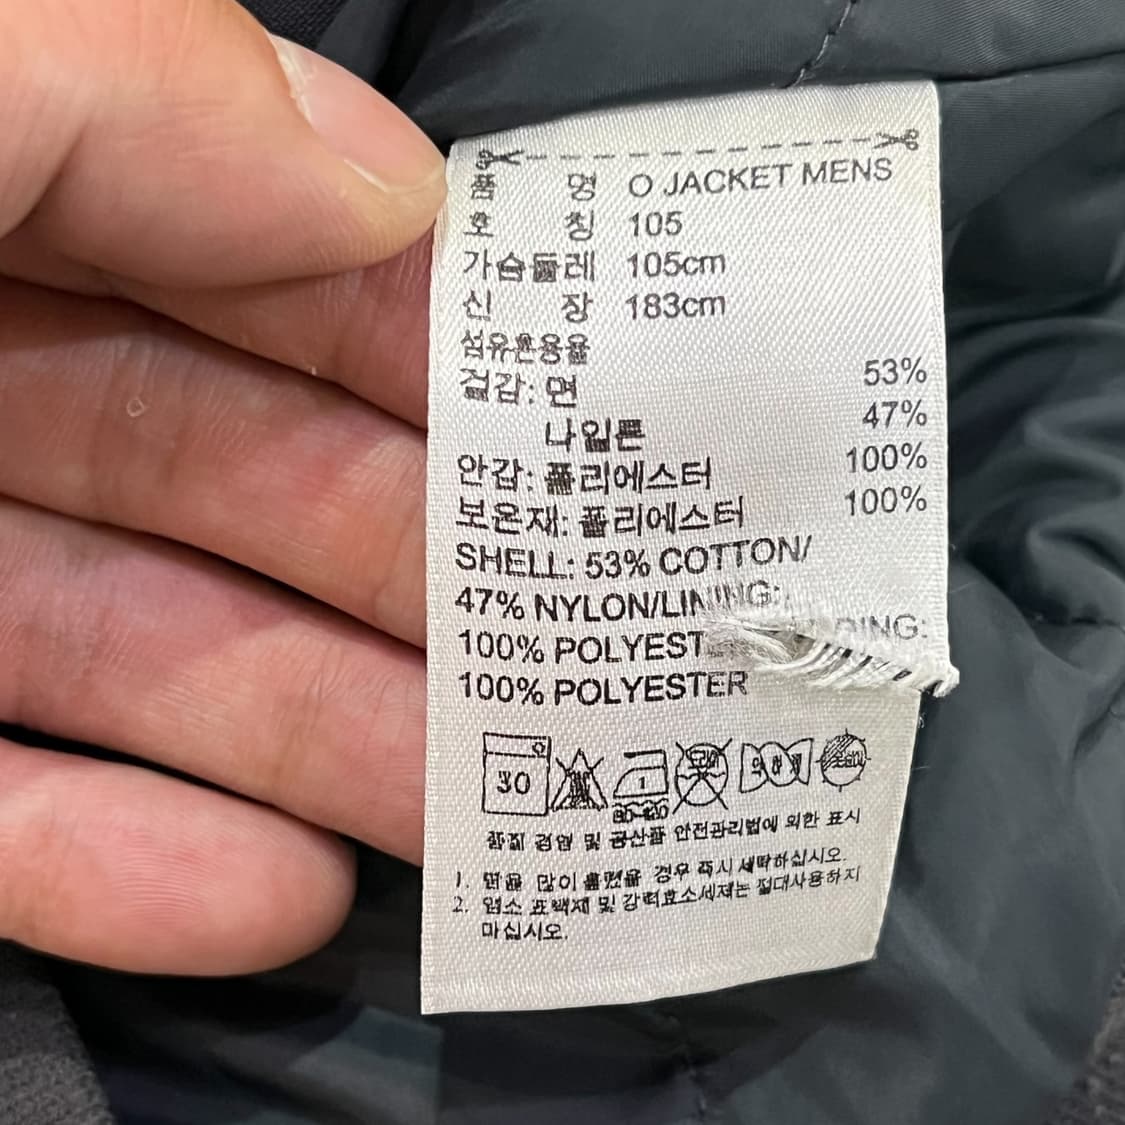 품 명 O JACKET MENS
호 칭 105
가슴둘레 105cm
신 장 183cm
섬유혼용율
겉감: 면 53%
나일론 47%
안감: 폴리에스터 100%
보온재: 폴리에스터 100%
SHELL: 53% COTTON/
47% NYLON/LINING:
100% POLYEST DING:
100% POLYESTER
30
80-120
품질 경영 및 공산품 안전관리법에 의한 표시
1. 땀을 많이 흘렸을 경우 즉시 세탁하십시오.
2. 염소 표백제 및 강력효소세제는 절대사용하지
마십시오.